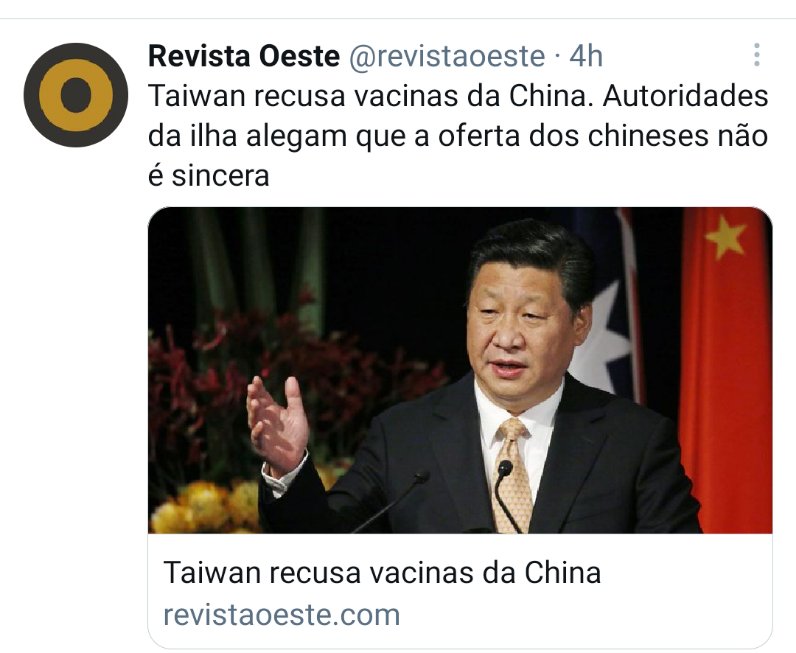 Revista Oeste @revistaoeste · 4h
Taiwan recusa vacinas da China. Autoridades
da ilha alegam que a oferta dos chineses não
é sincera
Taiwan recusa vacinas da China
revistaoeste.com